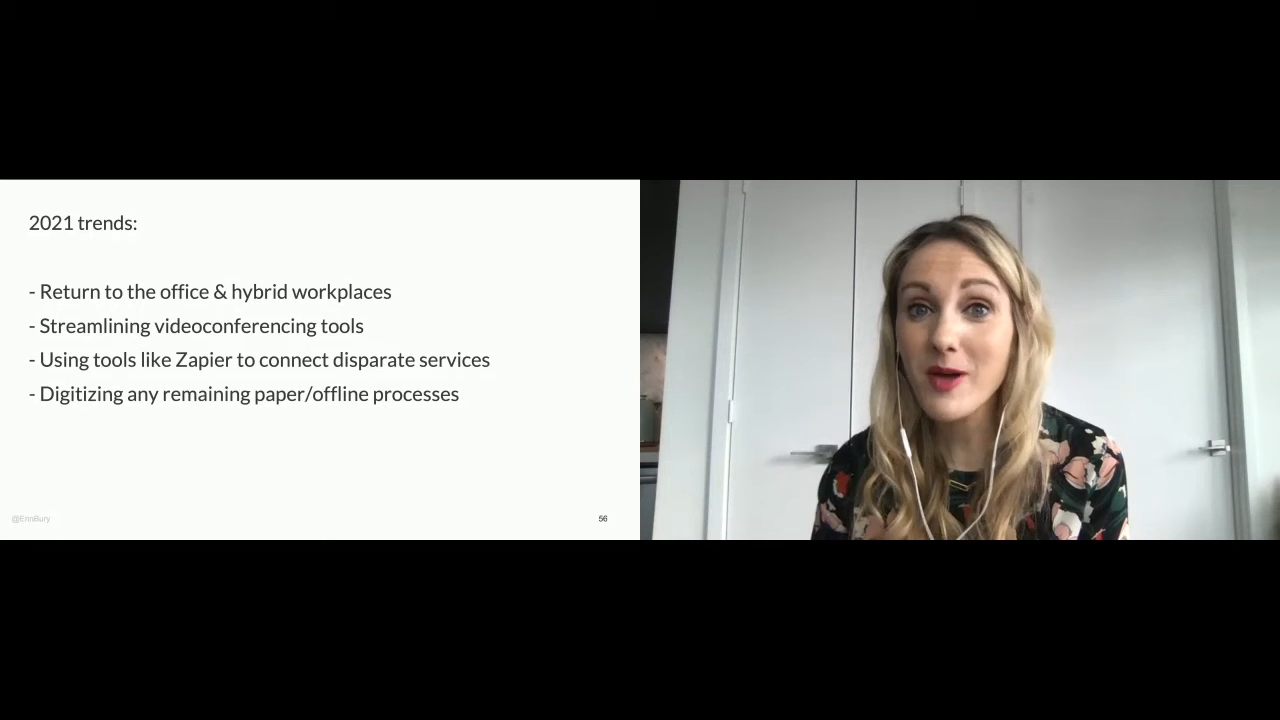 2021 trends:
- Return to the office & hybrid workplaces
- Streamlining videoconferencing tools
- Using tools like Zapier to connect disparate services
- Digitizing any remaining paper/offline processes
@ErinBury
56